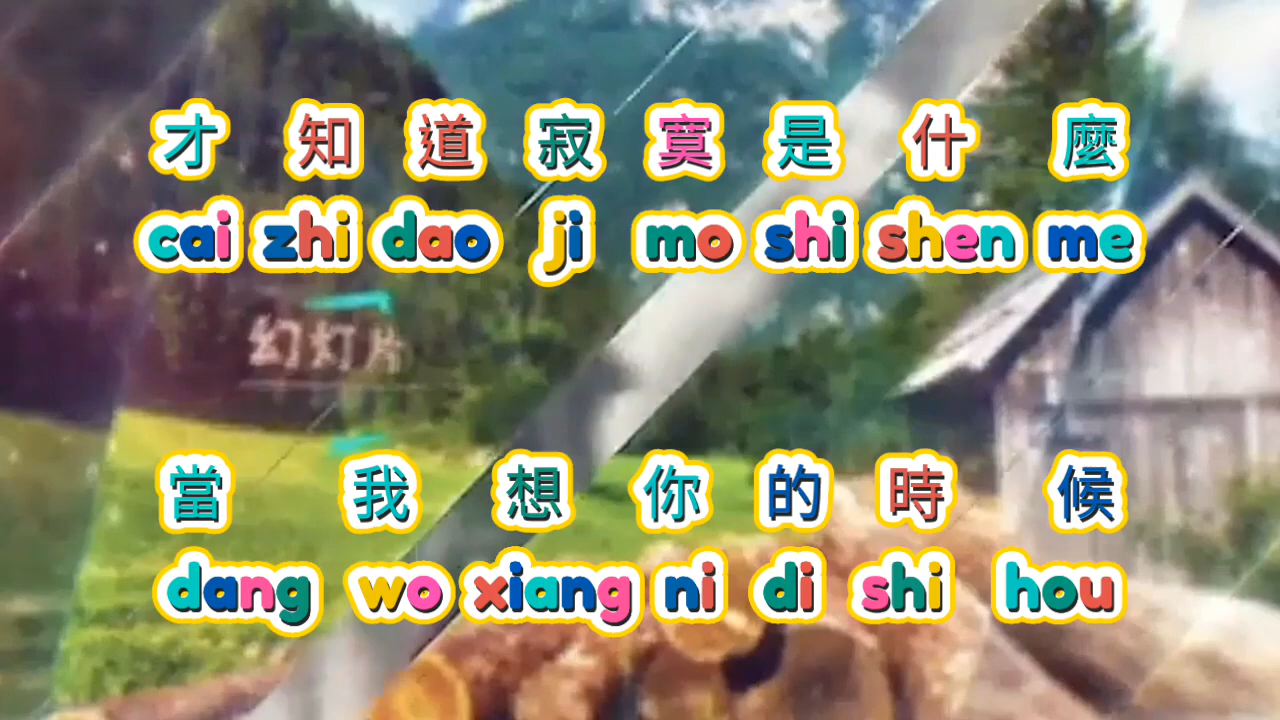 才 知 道 寂 寞 是 什 麼
cai zhi dao ji mo shi shen me
幻灯片
當 我 想 你 的 時 候
dang wo xiang ni di shi hou